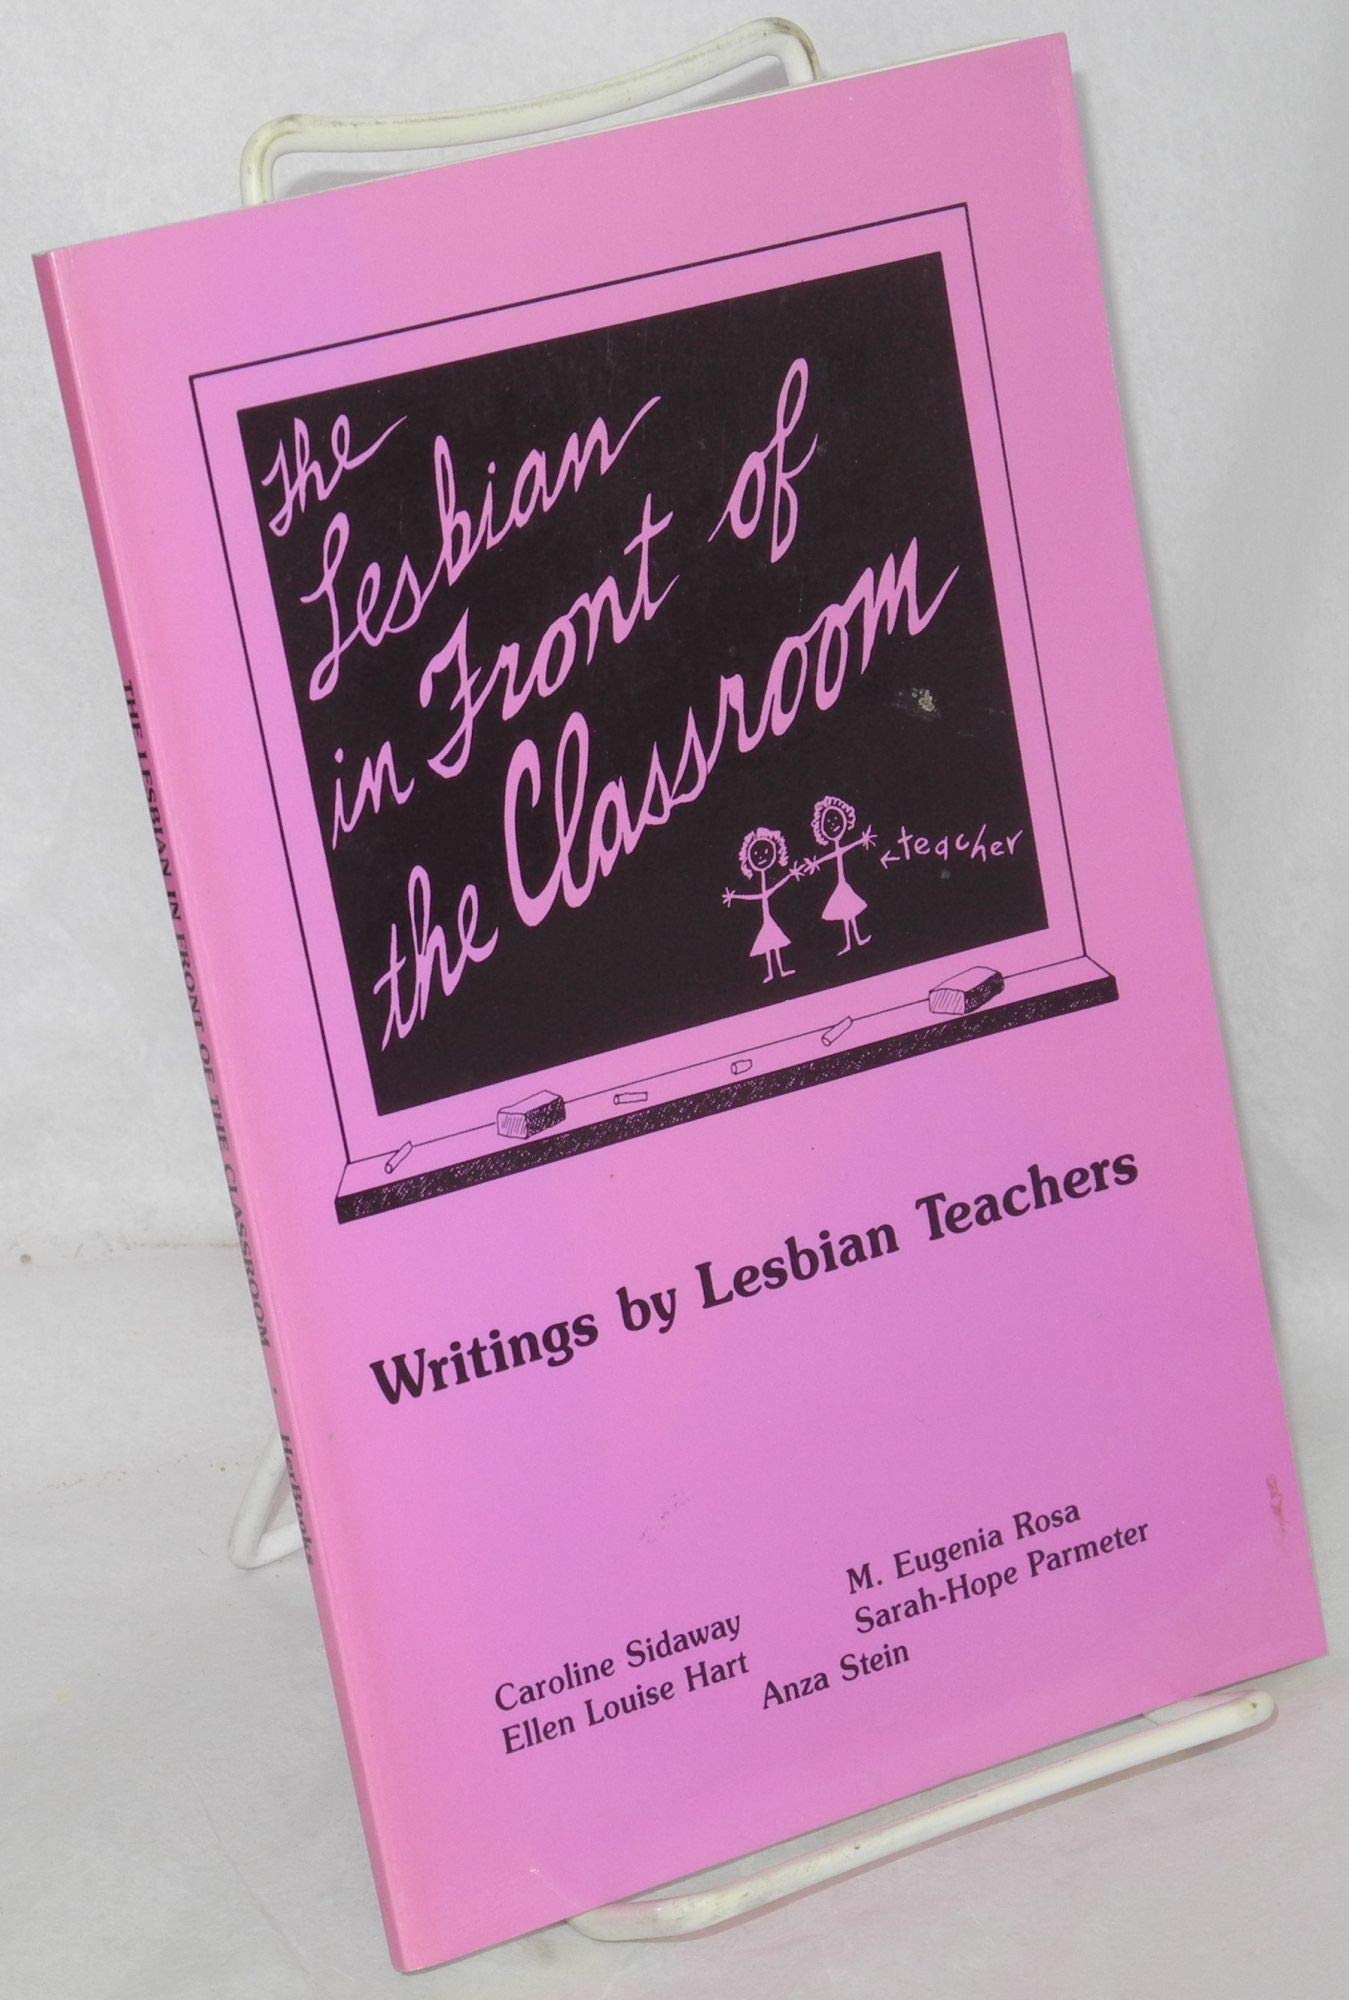 The
Lesbian
in Front of
the Classroom
←teacher
Writings by Lesbian Teachers
Caroline Sidaway
M. Eugenia Rosa
Ellen Louise Hart
Sarah-Hope Parmeter
Anza Stein
THE LESBIAN IN FRONT OF THE CLASSROOM • HerBooks